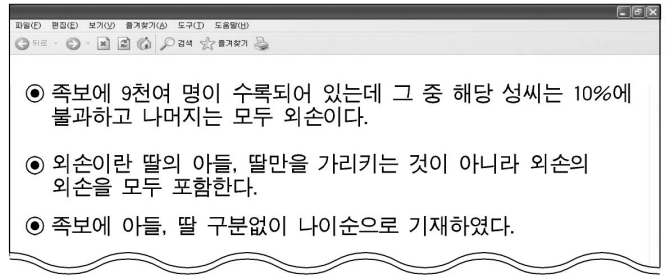 파일(F) 편집(E) 보기(V) 즐겨찾기(A) 도구(T) 도움말(H)
뒤로 검색 즐겨찾기
◉ 족보에 9천여 명이 수록되어 있는데 그 중 해당 성씨는 10%에
불과하고 나머지는 모두 외손이다.
◉ 외손이란 딸의 아들, 딸만을 가리키는 것이 아니라 외손의
외손을 모두 포함한다.
◉ 족보에 아들, 딸 구분없이 나이순으로 기재하였다.